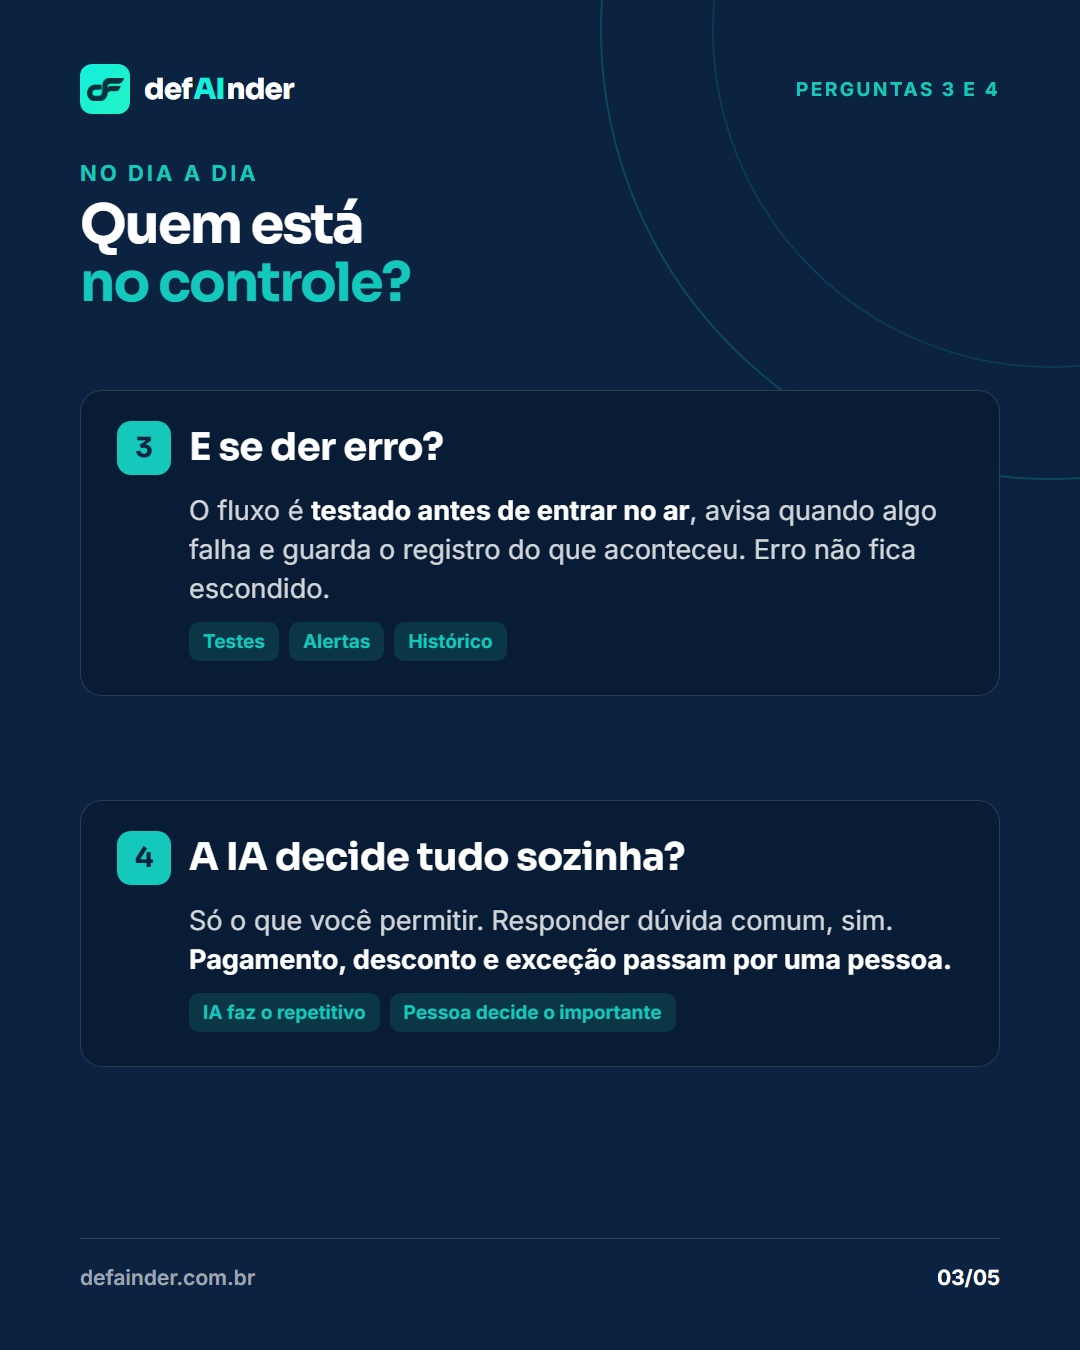 defAInder
PERGUNTAS 3 E 4
NO DIA A DIA
Quem está
no controle?
3 E se der erro?
O fluxo é testado antes de entrar no ar, avisa quando algo
falha e guarda o registro do que aconteceu. Erro não fica
escondido.
Testes Alertas Histórico
4 A IA decide tudo sozinha?
Só o que você permitir. Responder dúvida comum, sim.
Pagamento, desconto e exceção passam por uma pessoa.
IA faz o repetitivo Pessoa decide o importante
defainder.com.br
03/05